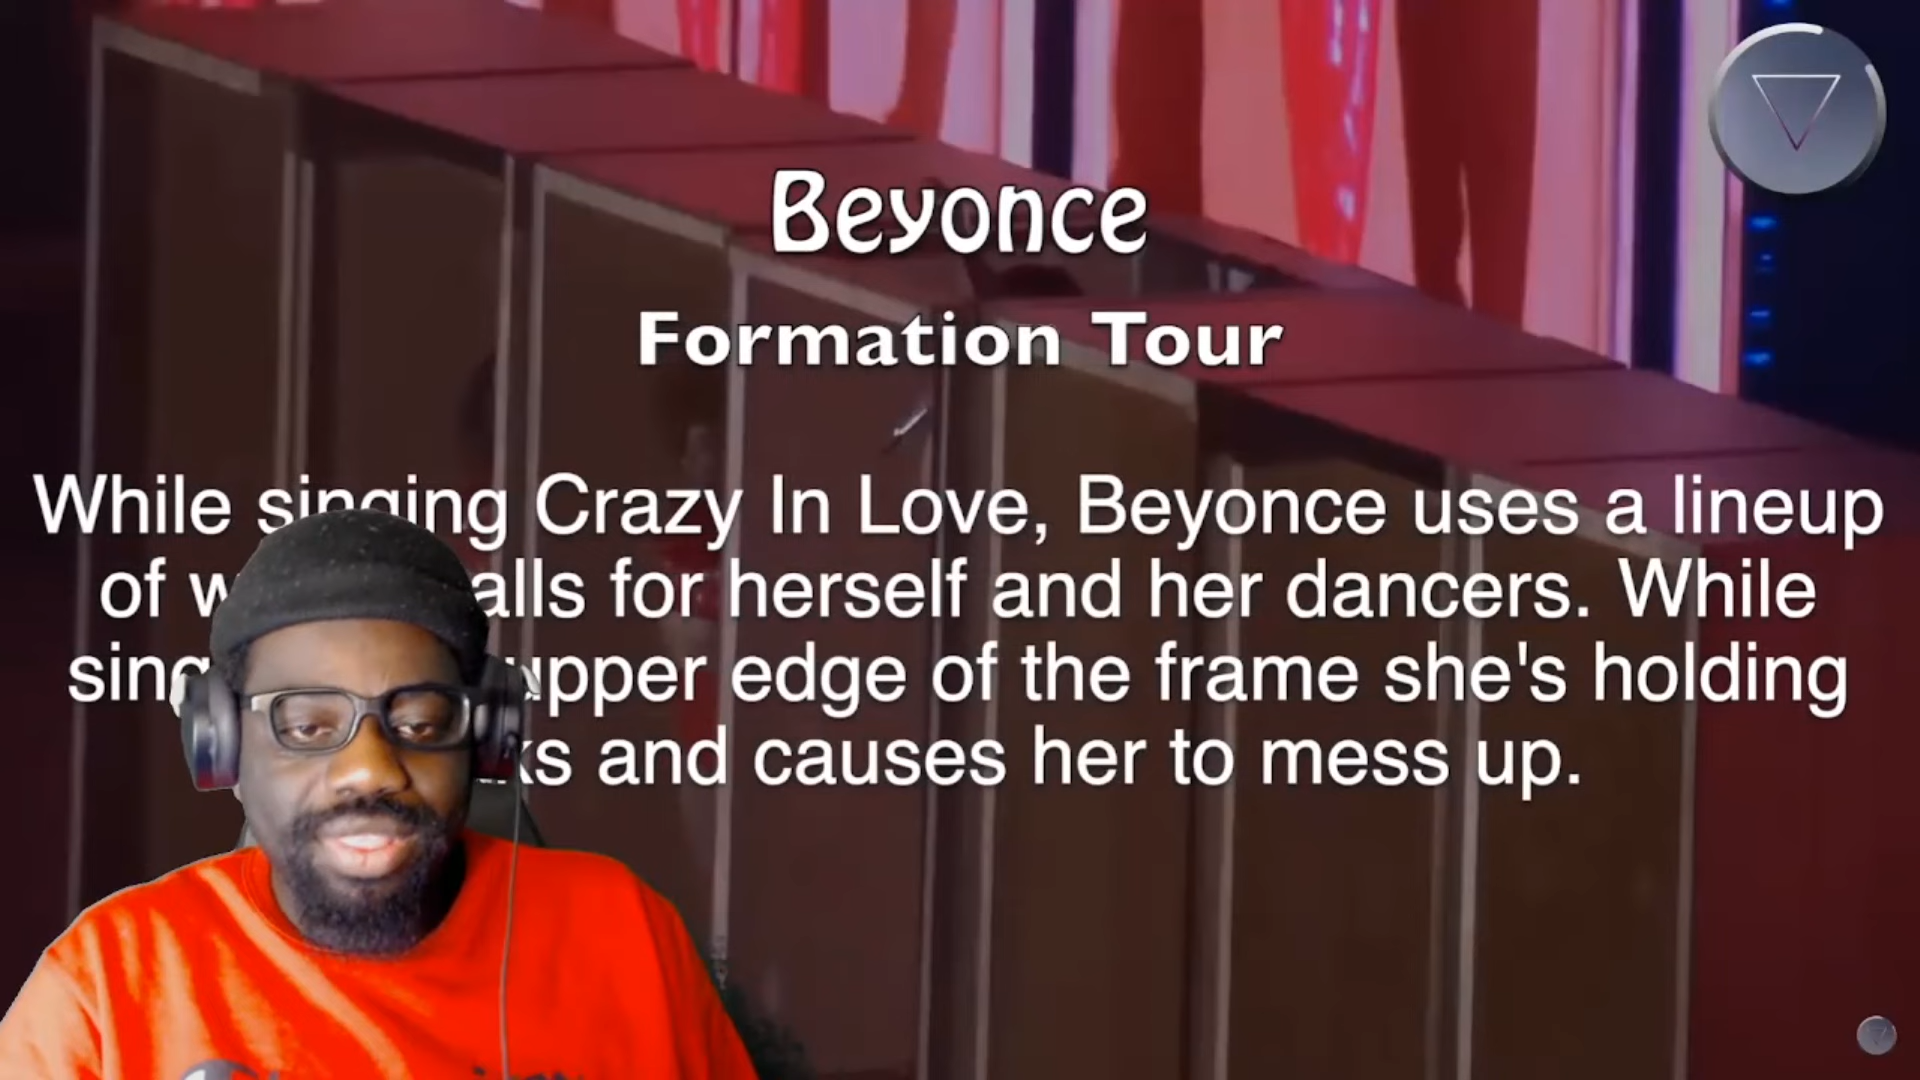 Beyonce
Formation Tour
While singing Crazy In Love, Beyonce uses a lineup
of for herself and her dancers. While
upper edge of the frame she's holding
and causes her to mess up.